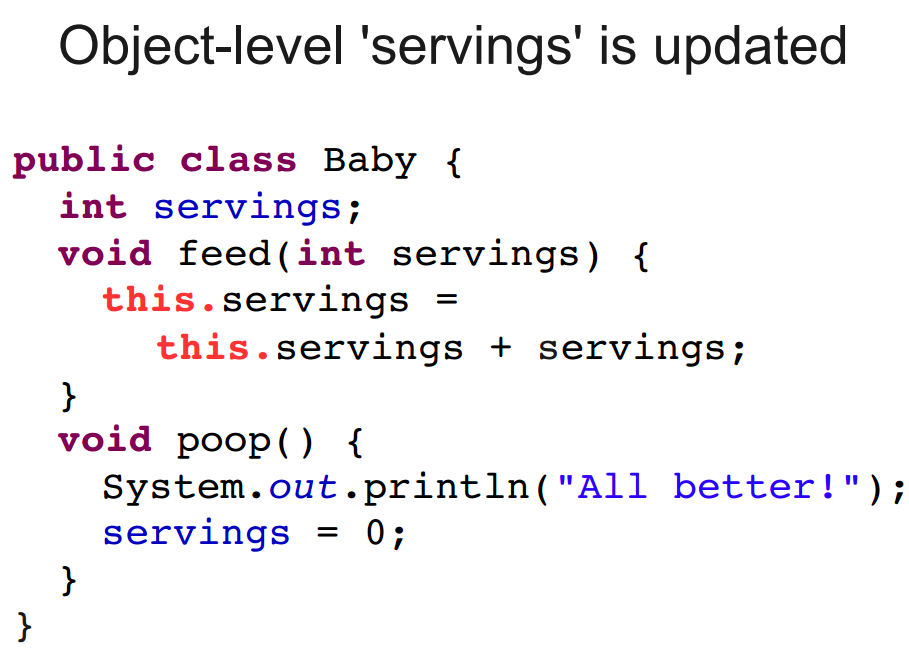 Object-level 'servings' is updated
public class Baby {
  int servings;
  void feed(int servings) {
    this.servings =
      this.servings + servings;
  }
  void poop() {
    System.out.println("All better!");
    servings = 0;
  }
}